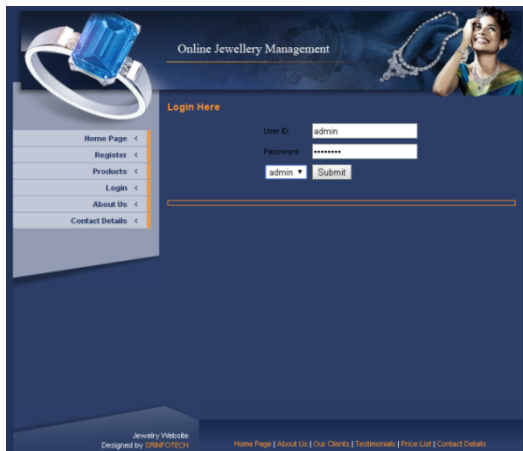 Online Jewellery Management
Login Here
User ID: admin
Password ••••••••
admin Submit
Home Page
Register
Products
Login
About Us
Contact Details
Jewelry Website
Designed by SRINFOTECH
Home Page | About Us | Our Clients | Testimonials | Price List | Contact Details